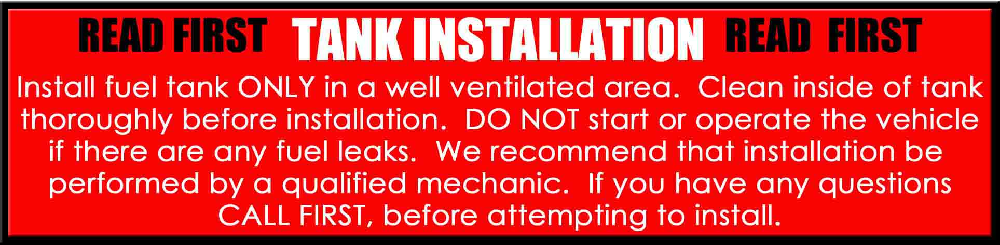 READ FIRST TANK INSTALLATION READ FIRST
Install fuel tank ONLY in a well ventilated area. Clean inside of tank
thoroughly before installation. DO NOT start or operate the vehicle
if there are any fuel leaks. We recommend that installation be
performed by a qualified mechanic. If you have any questions
CALL FIRST, before attempting to install.